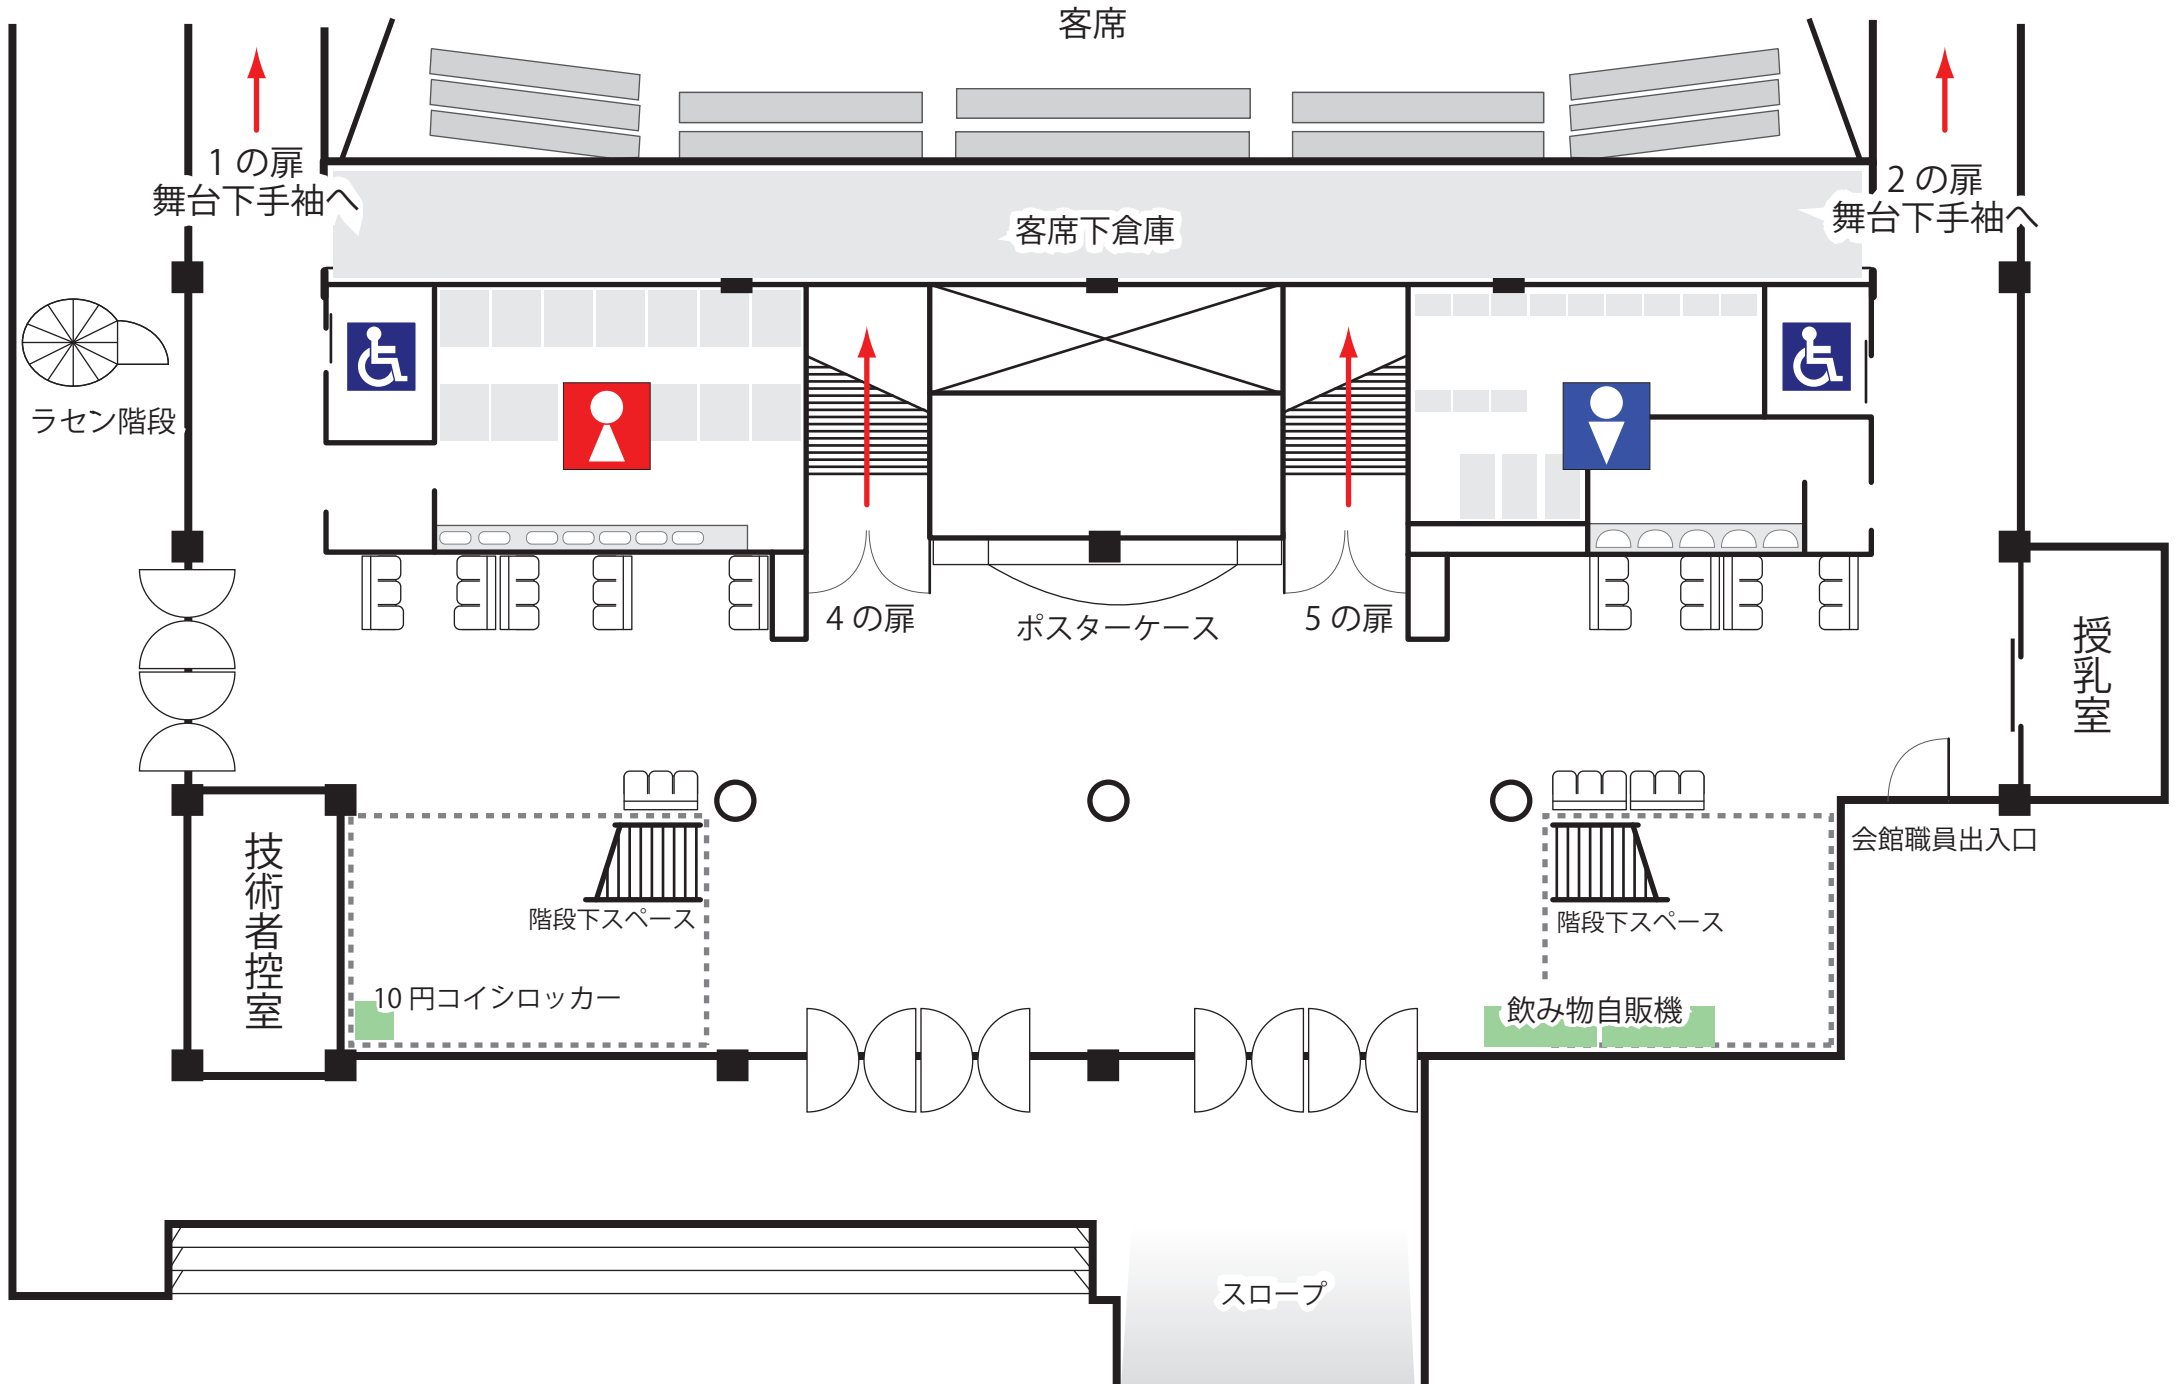 客席
1 の扉
舞台下手袖へ
2 の扉
舞台下手袖へ
客席下倉庫
ラセン階段
4 の扉
ポスターケース
5 の扉
授乳室
技術者控室
階段下スペース
階段下スペース
会館職員出入口
10 円コインロッカー
飲み物自販機
スロープ